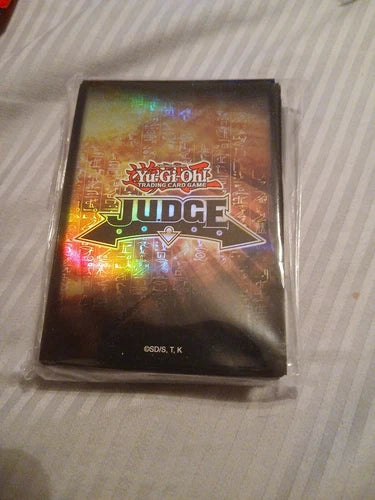 Yu-Gi-Oh!
TRADING CARD GAME
JUDGE
©SD/S, T, K